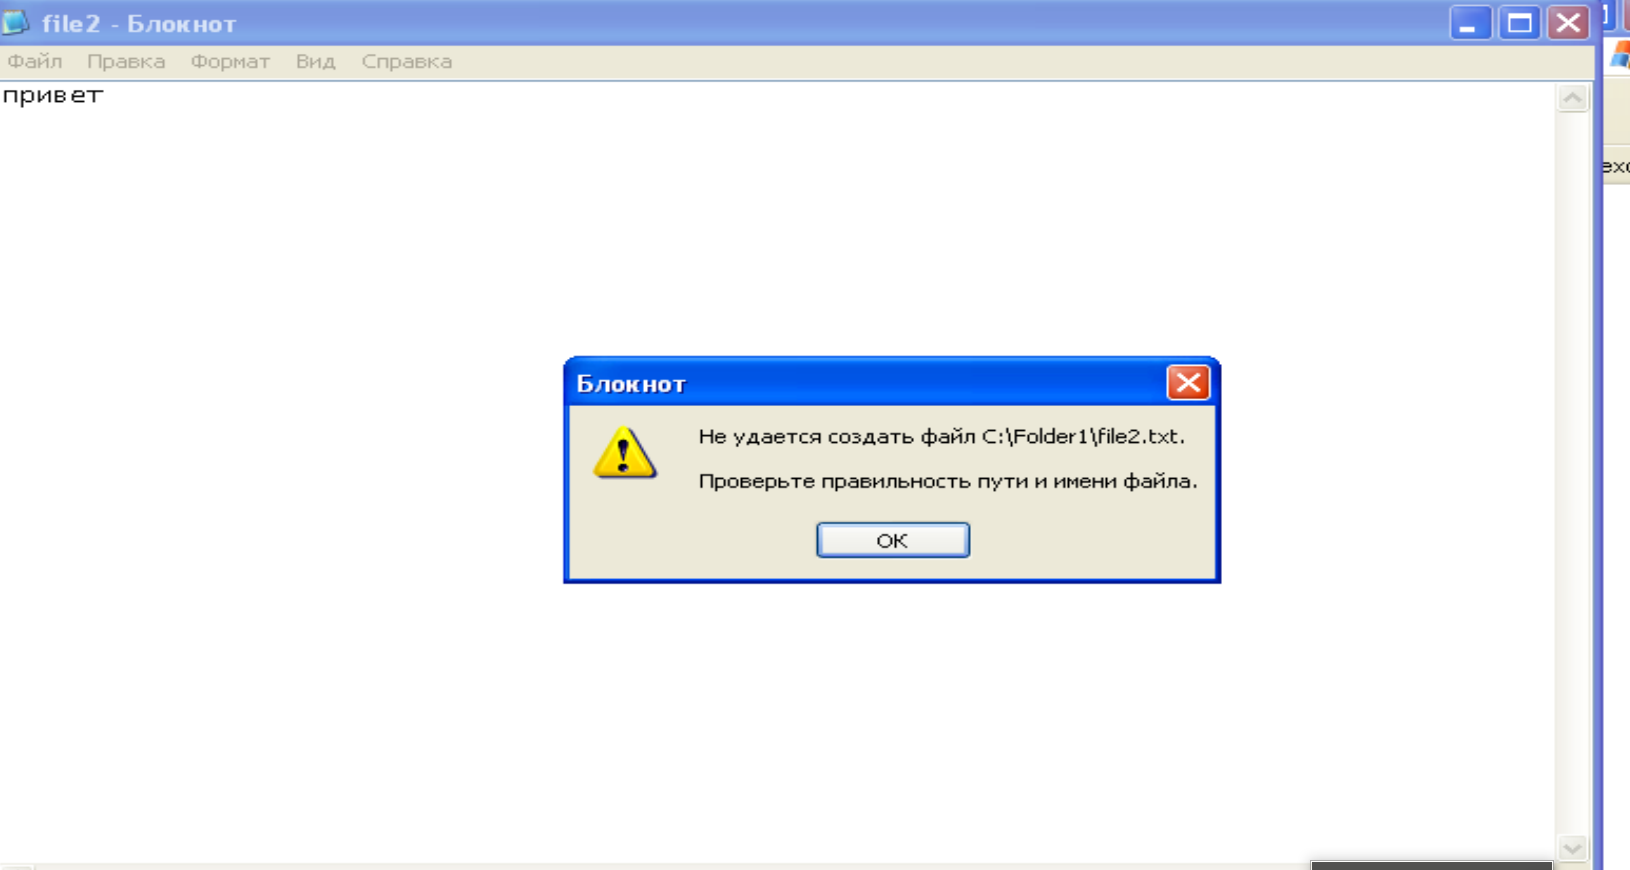 file2 - Блокнот
Файл Правка Формат Вид Справка
привет
Блокнот
Не удается создать файл C:\Folder1\file2.txt.
Проверьте правильность пути и имени файла.
ОК